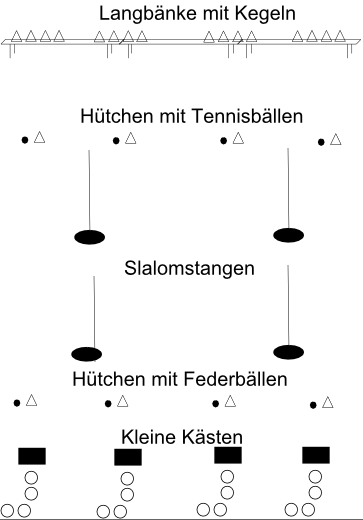 Langbänke mit Kegeln
Hütchen mit Tennisbällen
Slalomstangen
Hütchen mit Federbällen
Kleine Kästen